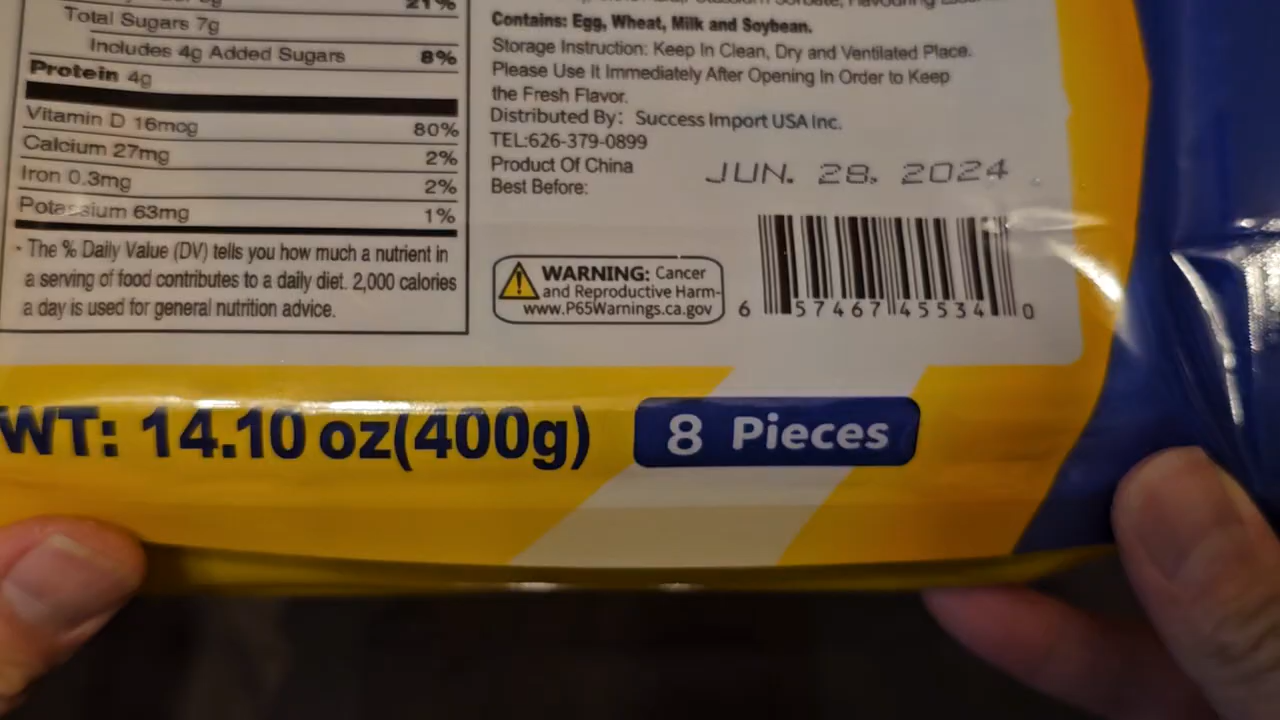 21%
Total Sugars 7g
Includes 4g Added Sugars 8%
Protein 4g
Vitamin D 16mcg 80%
Calcium 27mg 2%
Iron 0.3mg 2%
Potassium 63mg 1%
• The % Daily Value (DV) tells you how much a nutrient in
a serving of food contributes to a daily diet. 2,000 calories
a day is used for general nutrition advice.
Contains: Egg, Wheat, Milk and Soybean.
Storage Instruction: Keep In Clean, Dry and Ventilated Place.
Please Use It Immediately After Opening In Order to Keep
the Fresh Flavor.
Distributed By: Success Import USA Inc.
TEL:626-379-0899
Product Of China
Best Before: JUN. 28. 2024
WARNING: Cancer
and Reproductive Harm-
www.P65Warnings.ca.gov
6 57467 45534 0
WT: 14.10 oz(400g) 8 Pieces